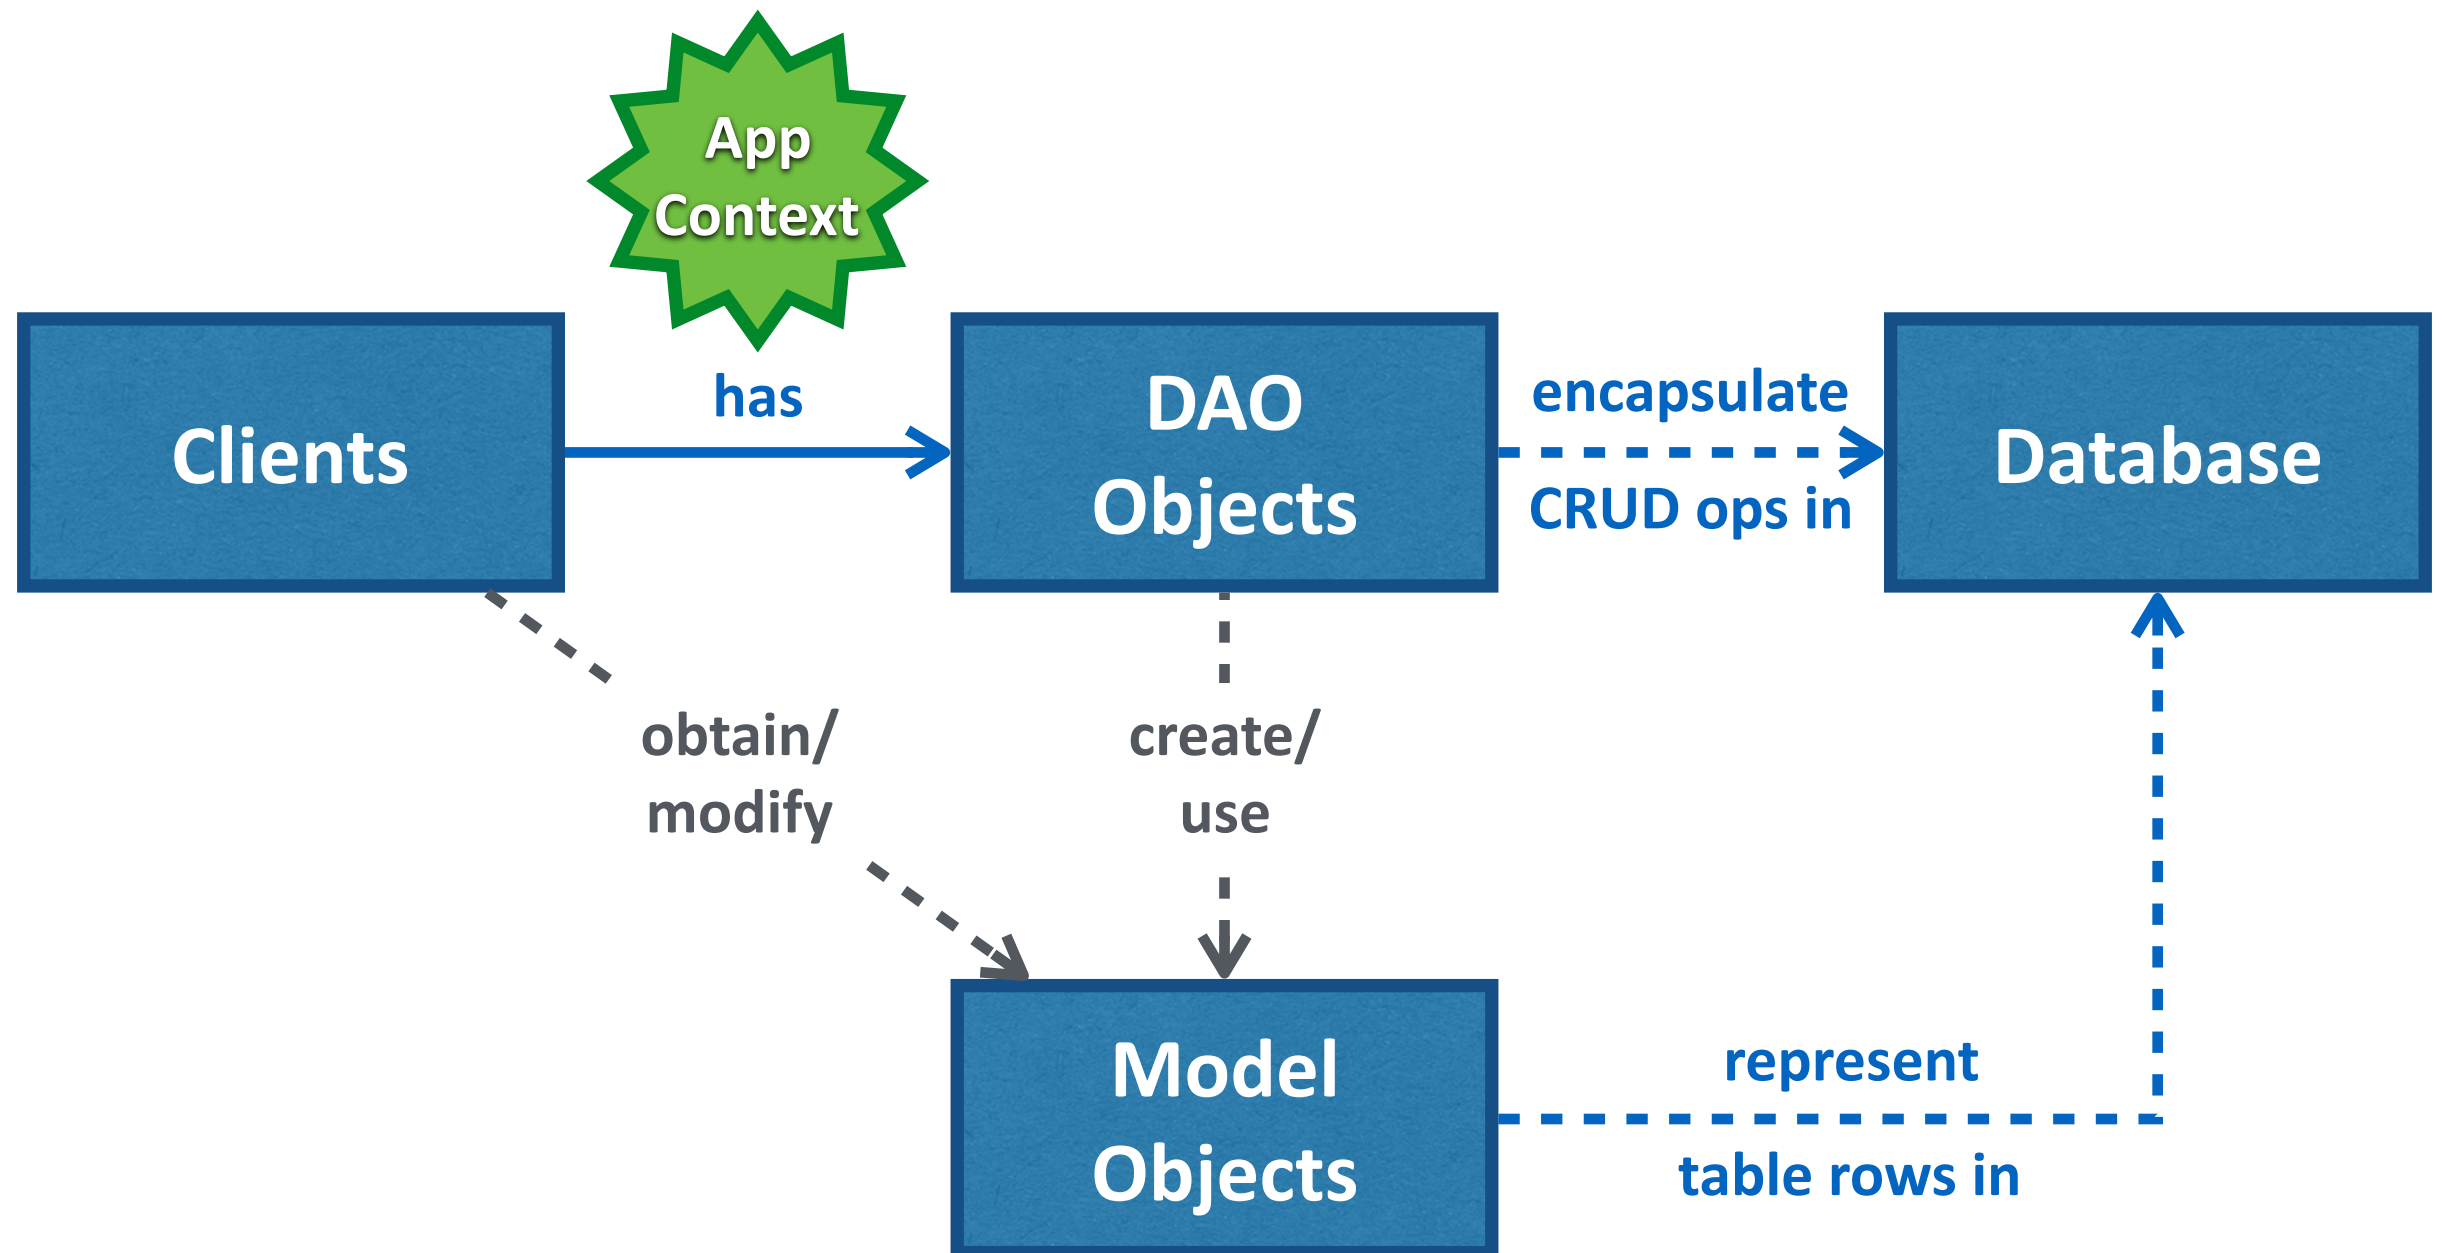 App
Context
has
Clients
DAO
Objects
encapsulate
CRUD ops in
Database
obtain/
modify
create/
use
Model
Objects
represent
table rows in